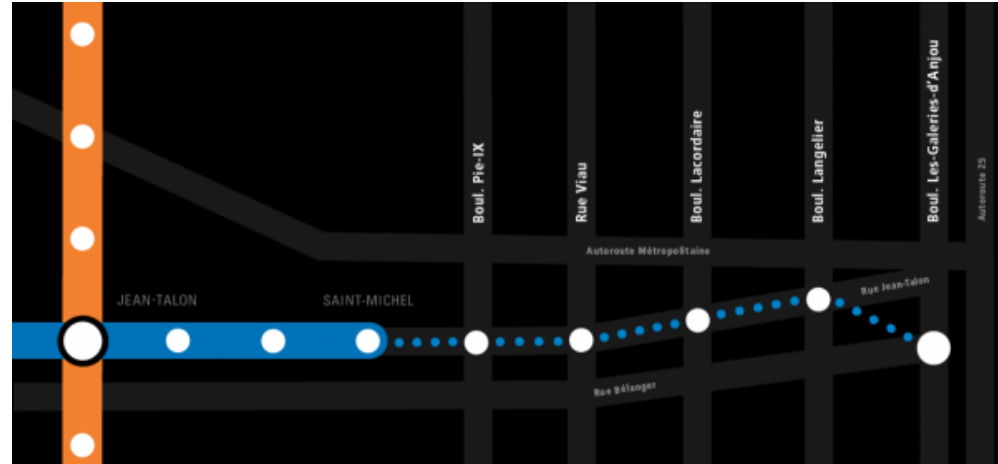 Boul. Pie-IX
Rue Viau
Boul. Lacordaire
Boul. Langelier
Boul. Les-Galeries-d'Anjou
Autoroute 25
Autoroute Métropolitaine
Rue Jean-Talon
JEAN-TALON
SAINT-MICHEL
Rue Bélanger